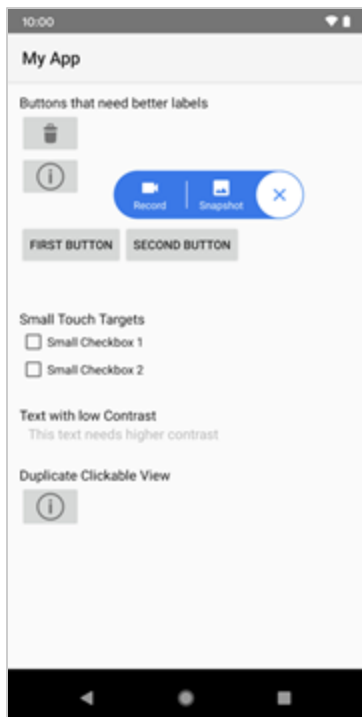 10:00
My App
Buttons that need better labels
Record
Snapshot
FIRST BUTTON
SECOND BUTTON
Small Touch Targets
Small Checkbox 1
Small Checkbox 2
Text with low Contrast
This text needs higher contrast
Duplicate Clickable View